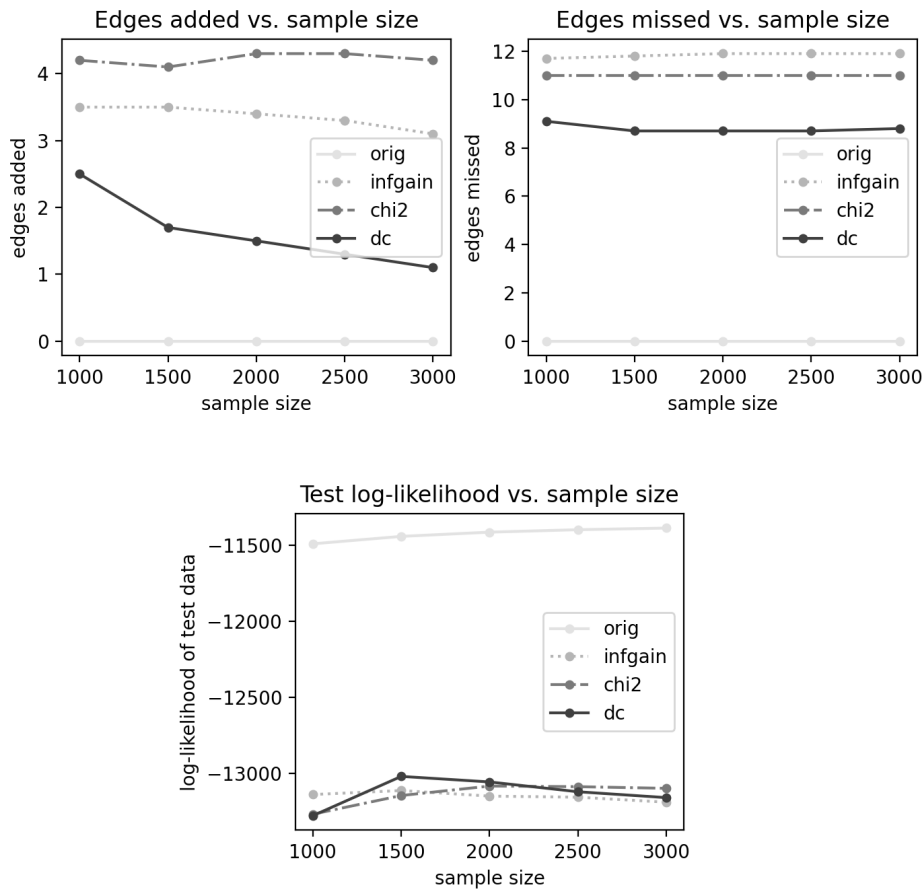 Edges added vs. sample size
4
3
2
1
0
edges added
orig
infgain
chi2
dc
1000 1500 2000 2500 3000
sample size
Edges missed vs. sample size
12
10
8
6
4
2
0
edges missed
orig
infgain
chi2
dc
1000 1500 2000 2500 3000
sample size
Test log-likelihood vs. sample size
−11500
−12000
−12500
−13000
log-likelihood of test data
orig
infgain
chi2
dc
1000 1500 2000 2500 3000
sample size